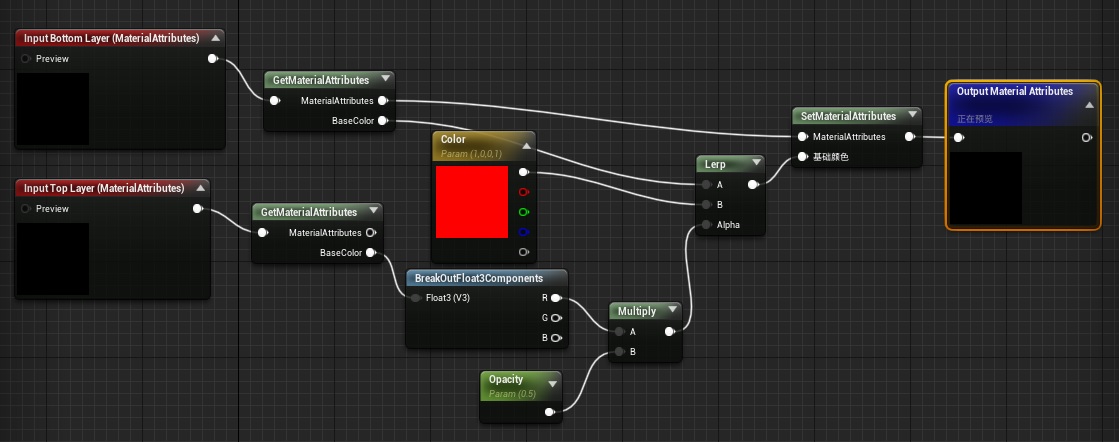 Input Bottom Layer (MaterialAttributes)
Preview
GetMaterialAttributes
MaterialAttributes
BaseColor
Input Top Layer (MaterialAttributes)
Preview
GetMaterialAttributes
MaterialAttributes
BaseColor
Color
Param (1,0,0,1)
BreakOutFloat3Components
Float3 (V3)
R
G
B
Opacity
Param (0.5)
Multiply
A
B
Lerp
A
B
Alpha
SetMaterialAttributes
MaterialAttributes
基础颜色
Output Material Attributes
正在预览